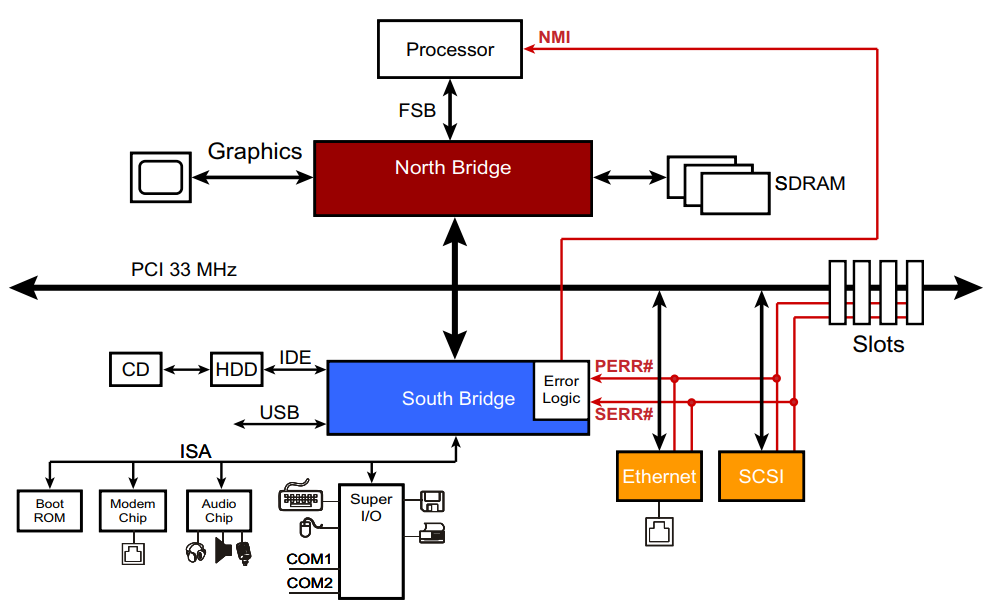 Processor
NMI
FSB
Graphics
North Bridge
SDRAM
PCI 33 MHz
Slots
CD
HDD
IDE
South Bridge
Error
Logic
PERR#
SERR#
USB
ISA
Boot
ROM
Modem
Chip
Audio
Chip
Super
I/O
COM1
COM2
Ethernet
SCSI